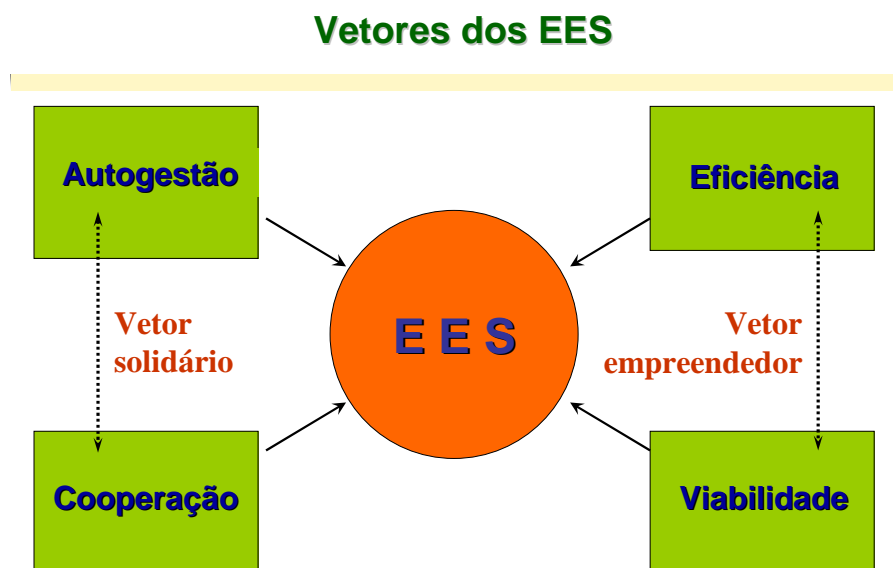 Vetores dos EES
Autogestão
Eficiência
E E S
Vetor
solidário
Vetor
empreendedor
Cooperação
Viabilidade